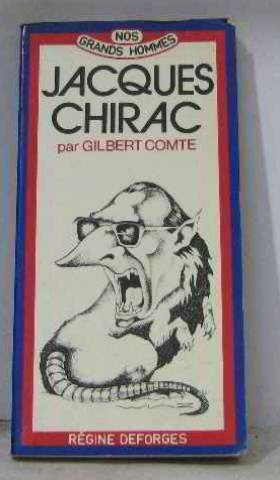 NOS
GRANDS HOMMES
JACQUES
CHIRAC
par GILBERT COMTE
RÉGINE DEFORGES